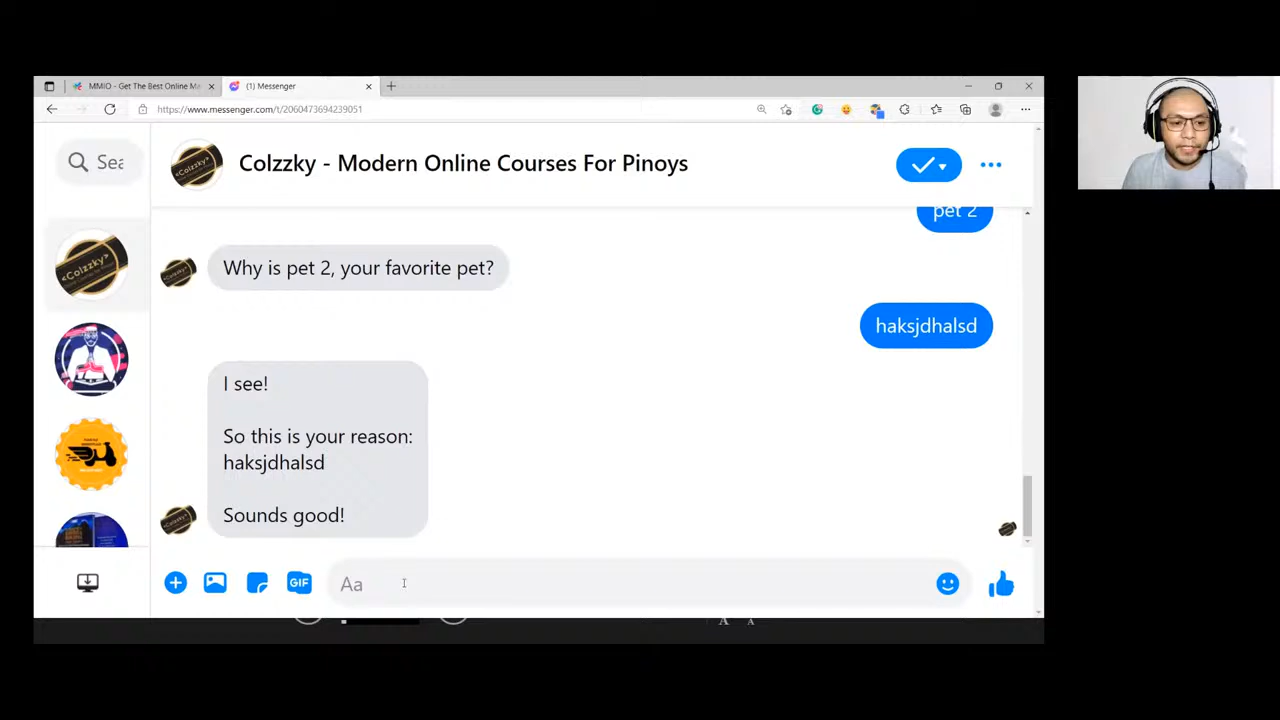 MMIO - Get The Best Online Ma
(1) Messenger
https://www.messenger.com/t/2060473694239051
Sea
Colzzky - Modern Online Courses For Pinoys
<Colzzky>
pet 2
Why is pet 2, your favorite pet?
haksjdhalsd
I see!
So this is your reason:
haksjdhalsd
Sounds good!
GIF
Aa
A A